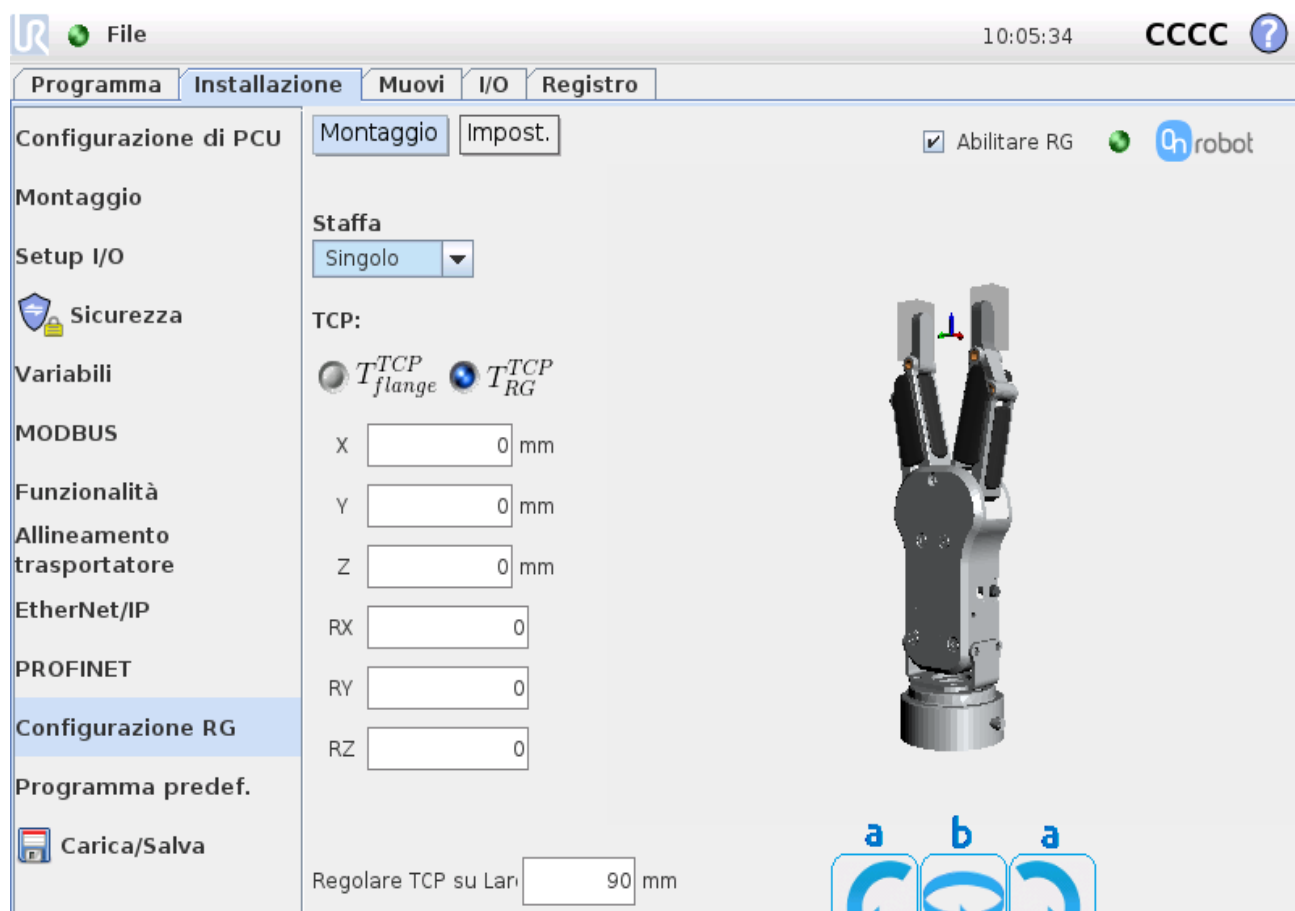 File
10:05:34
CCCC
?
Programma
Installazione
Muovi
I/O
Registro
Configurazione di PCU
Montaggio
Setup I/O
Sicurezza
Variabili
MODBUS
Funzionalità
Allineamento
trasportatore
EtherNet/IP
PROFINET
Configurazione RG
Programma predef.
Carica/Salva
Montaggio
Impost.
Abilitare RG
On robot
Staffa
Singolo
TCP:
T TCP flange
T TCP RG
X 0 mm
Y 0 mm
Z 0 mm
RX 0
RY 0
RZ 0
Regolare TCP su Lar 90 mm
a b a